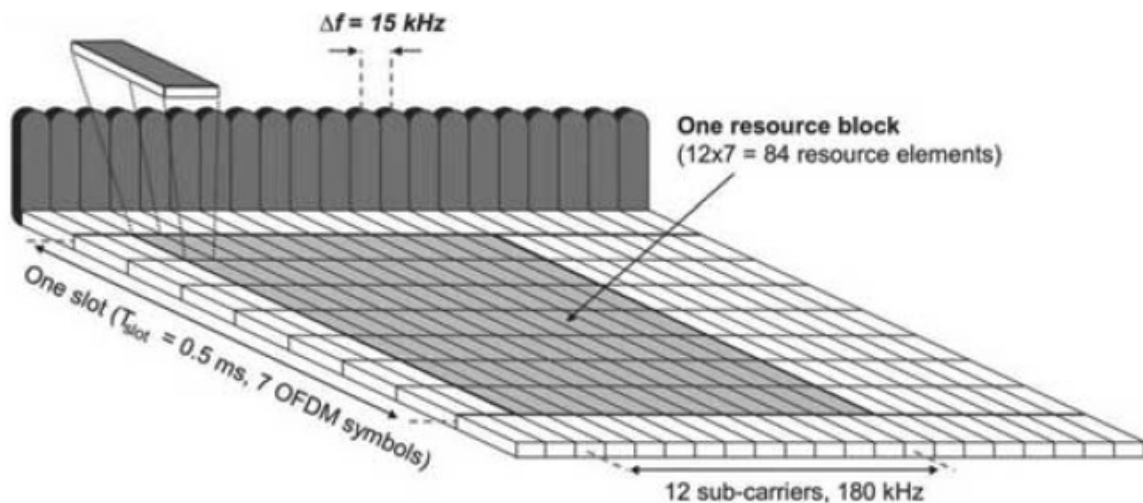 Δf = 15 kHz
One resource block
(12x7 = 84 resource elements)
One slot (Tslot = 0.5 ms, 7 OFDM symbols)
12 sub-carriers, 180 kHz